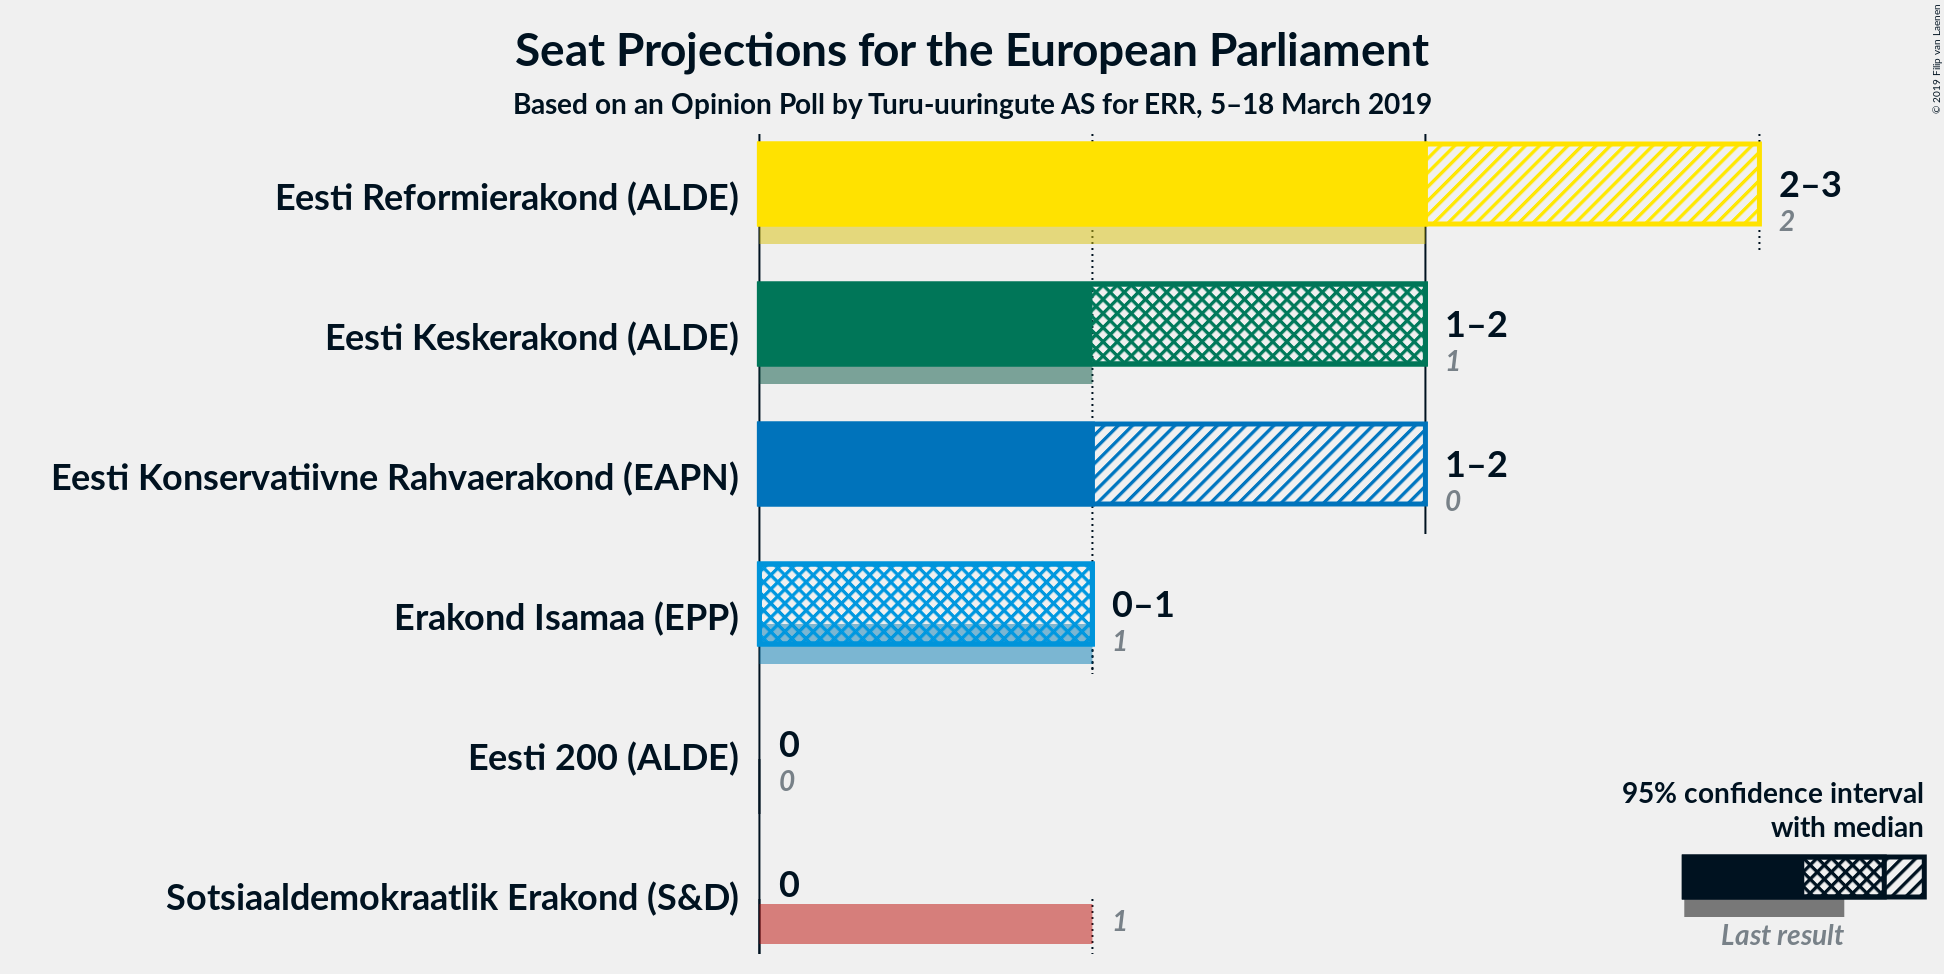 Seat Projections for the European Parliament
Based on an Opinion Poll by Turu-uuringute AS for ERR, 5–18 March 2019
© 2019 Filip van Laenen
Eesti Reformierakond (ALDE)
2–3
2
Eesti Keskerakond (ALDE)
1–2
1
Eesti Konservatiivne Rahvaerakond (EAPN)
1–2
0
Erakond Isamaa (EPP)
0–1
1
Eesti 200 (ALDE)
0
0
Sotsiaaldemokraatlik Erakond (S&D)
0
1
95% confidence interval
with median
Last result